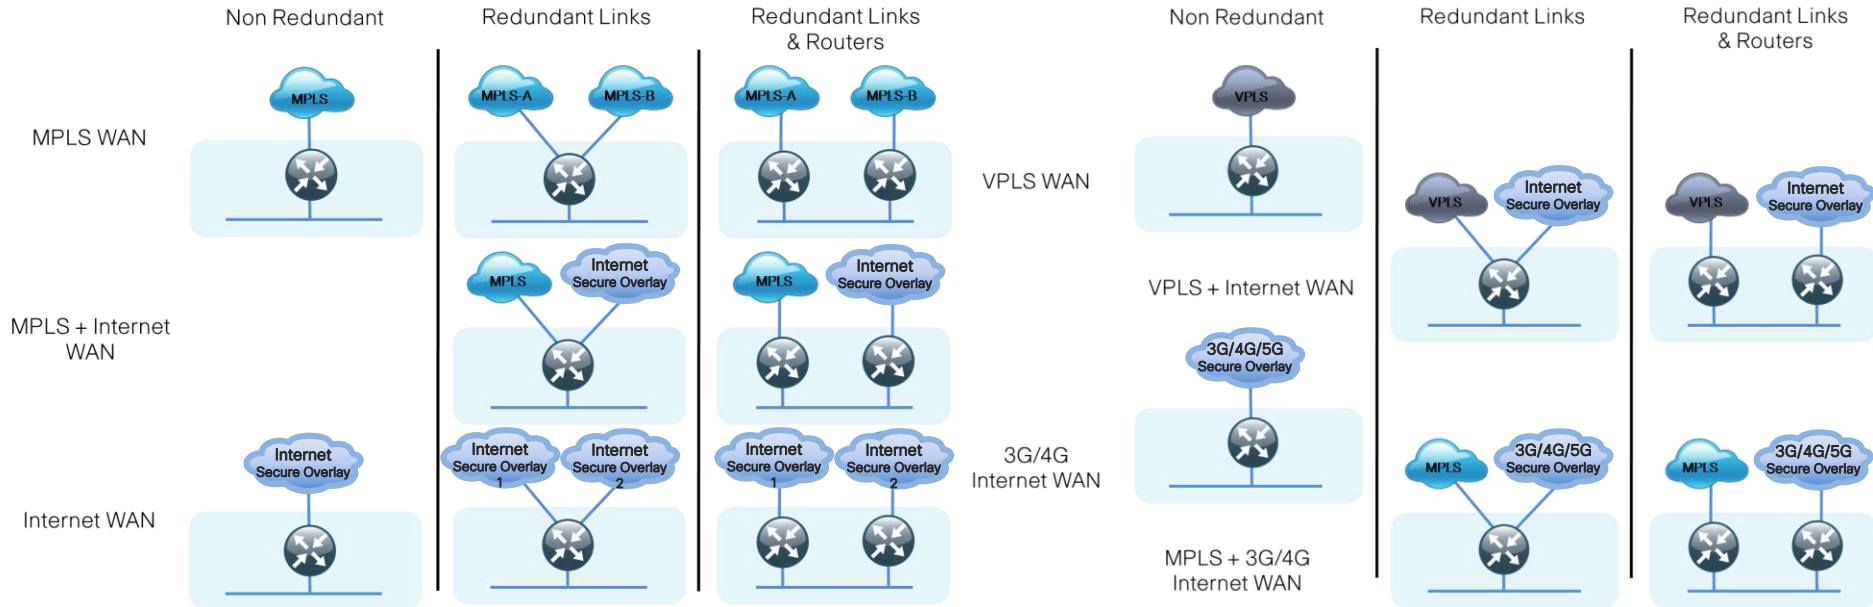 Non Redundant
Redundant Links
Redundant Links
& Routers
MPLS WAN
MPLS
MPLS-A
MPLS-B
MPLS-A
MPLS-B
MPLS + Internet
WAN
MPLS
Internet
Secure Overlay
MPLS
Internet
Secure Overlay
Internet WAN
Internet
Secure Overlay
Internet
Secure Overlay
1
Internet
Secure Overlay
2
Internet
Secure Overlay
1
Internet
Secure Overlay
2
Non Redundant
Redundant Links
Redundant Links
& Routers
VPLS WAN
VPLS
VPLS + Internet WAN
VPLS
Internet
Secure Overlay
VPLS
Internet
Secure Overlay
3G/4G
Internet WAN
3G/4G/5G
Secure Overlay
MPLS + 3G/4G
Internet WAN
MPLS
3G/4G/5G
Secure Overlay
MPLS
3G/4G/5G
Secure Overlay